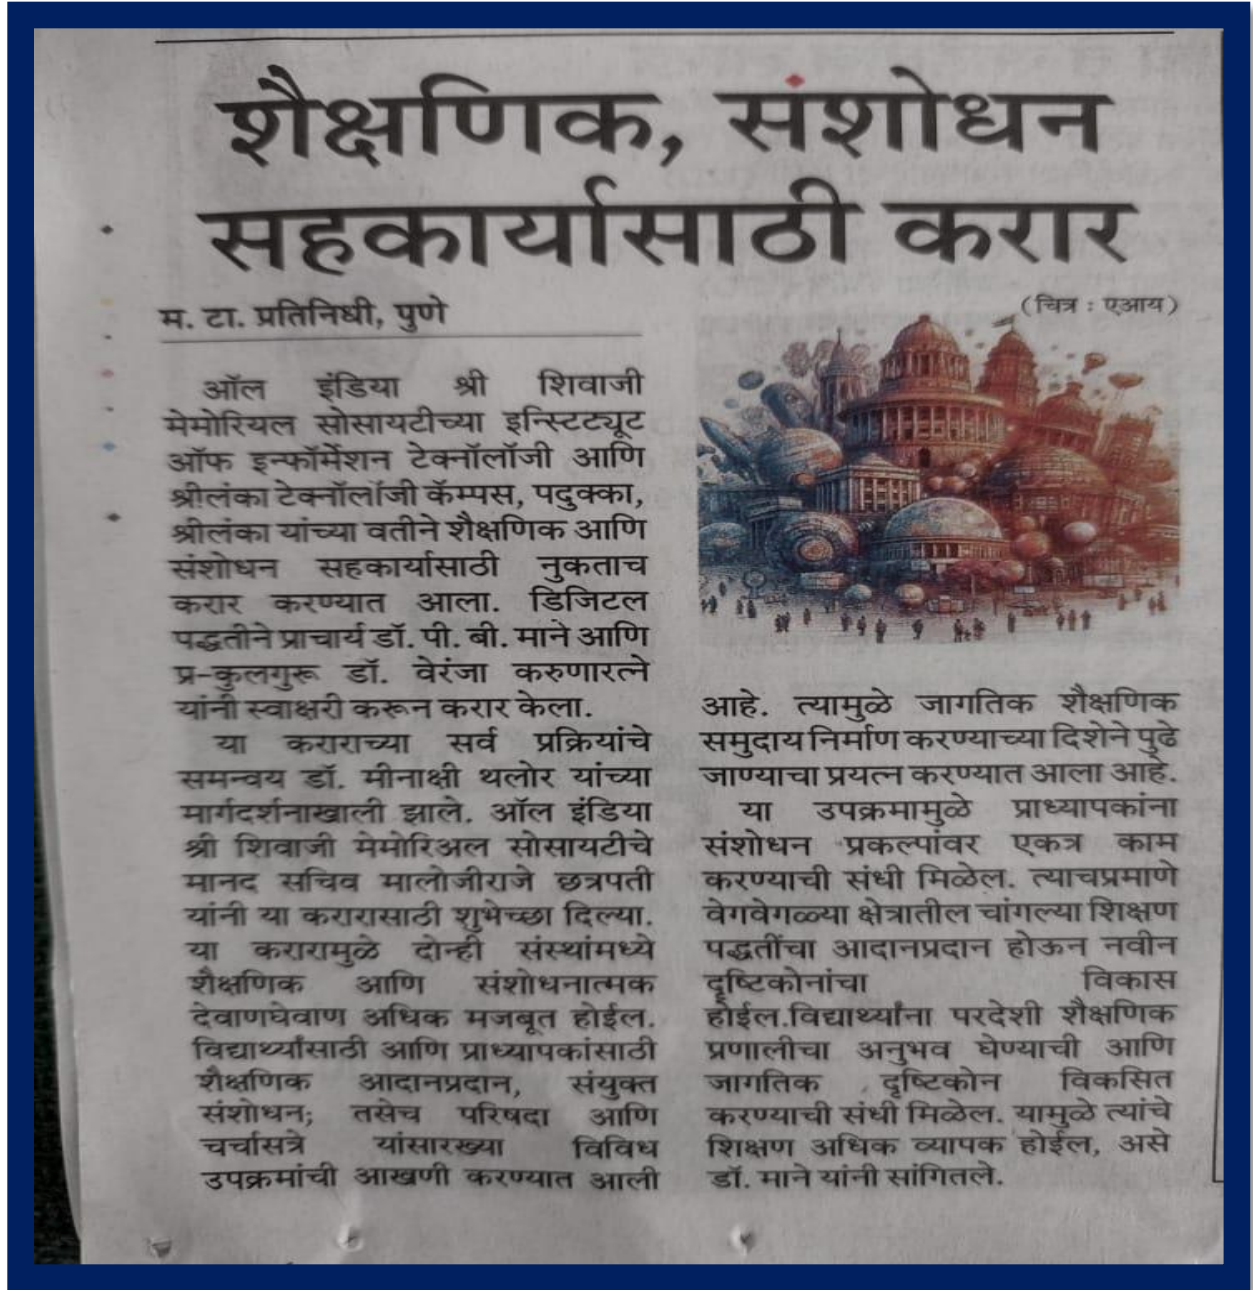 शैक्षणिक, संशोधन
सहकार्यासाठी करार
म. टा. प्रतिनिधी, पुणे
ऑल इंडिया श्री शिवाजी
मेमोरियल सोसायटीच्या इन्स्टिट्यूट
ऑफ इन्फॉर्मेशन टेक्नॉलॉजी आणि
श्रीलंका टेक्नॉलॉजी कॅम्पस, पदुक्का,
श्रीलंका यांच्या वतीने शैक्षणिक आणि
संशोधन सहकार्यासाठी नुकताच
करार करण्यात आला. डिजिटल
पद्धतीने प्राचार्य डॉ. पी. बी. माने आणि
प्र-कुलगुरू डॉ. वेरंजा करुणारत्ने
यांनी स्वाक्षरी करून करार केला.
या कराराच्या सर्व प्रक्रियांचे
समन्वय डॉ. मीनाक्षी थलोर यांच्या
मार्गदर्शनाखाली झाले. ऑल इंडिया
श्री शिवाजी मेमोरिअल सोसायटीचे
मानद सचिव मालोजीराजे छत्रपती
यांनी या करारासाठी शुभेच्छा दिल्या.
या करारामुळे दोन्ही संस्थांमध्ये
शैक्षणिक आणि संशोधनात्मक
देवाणघेवाण अधिक मजबूत होईल.
विद्यार्थ्यांसाठी आणि प्राध्यापकांसाठी
शैक्षणिक आदानप्रदान, संयुक्त
संशोधन; तसेच परिषदा आणि
चर्चासत्रे यांसारख्या विविध
उपक्रमांची आखणी करण्यात आली
(चित्र : एआय)
आहे. त्यामुळे जागतिक शैक्षणिक
समुदाय निर्माण करण्याच्या दिशेने पुढे
जाण्याचा प्रयत्न करण्यात आला आहे.
या उपक्रमामुळे प्राध्यापकांना
संशोधन प्रकल्पांवर एकत्र काम
करण्याची संधी मिळेल. त्याचप्रमाणे
वेगवेगळ्या क्षेत्रातील चांगल्या शिक्षण
पद्धतींचा आदानप्रदान होऊन नवीन
दृष्टिकोनांचा विकास
होईल.विद्यार्थ्यांना परदेशी शैक्षणिक
प्रणालीचा अनुभव घेण्याची आणि
जागतिक दृष्टिकोन विकसित
करण्याची संधी मिळेल. यामुळे त्यांचे
शिक्षण अधिक व्यापक होईल, असे
डॉ. माने यांनी सांगितले.